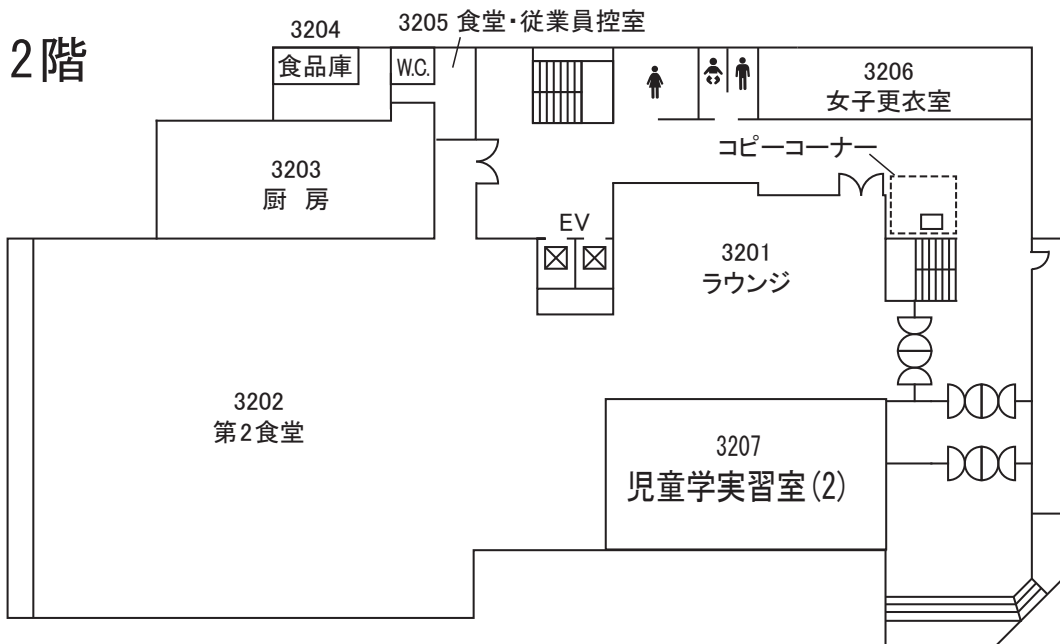 2階
3204
食品庫
W.C.
3205 食堂・従業員控室
3206
女子更衣室
コピーコーナー
3203
厨 房
EV
3201
ラウンジ
3202
第2食堂
3207
児童学実習室(2)